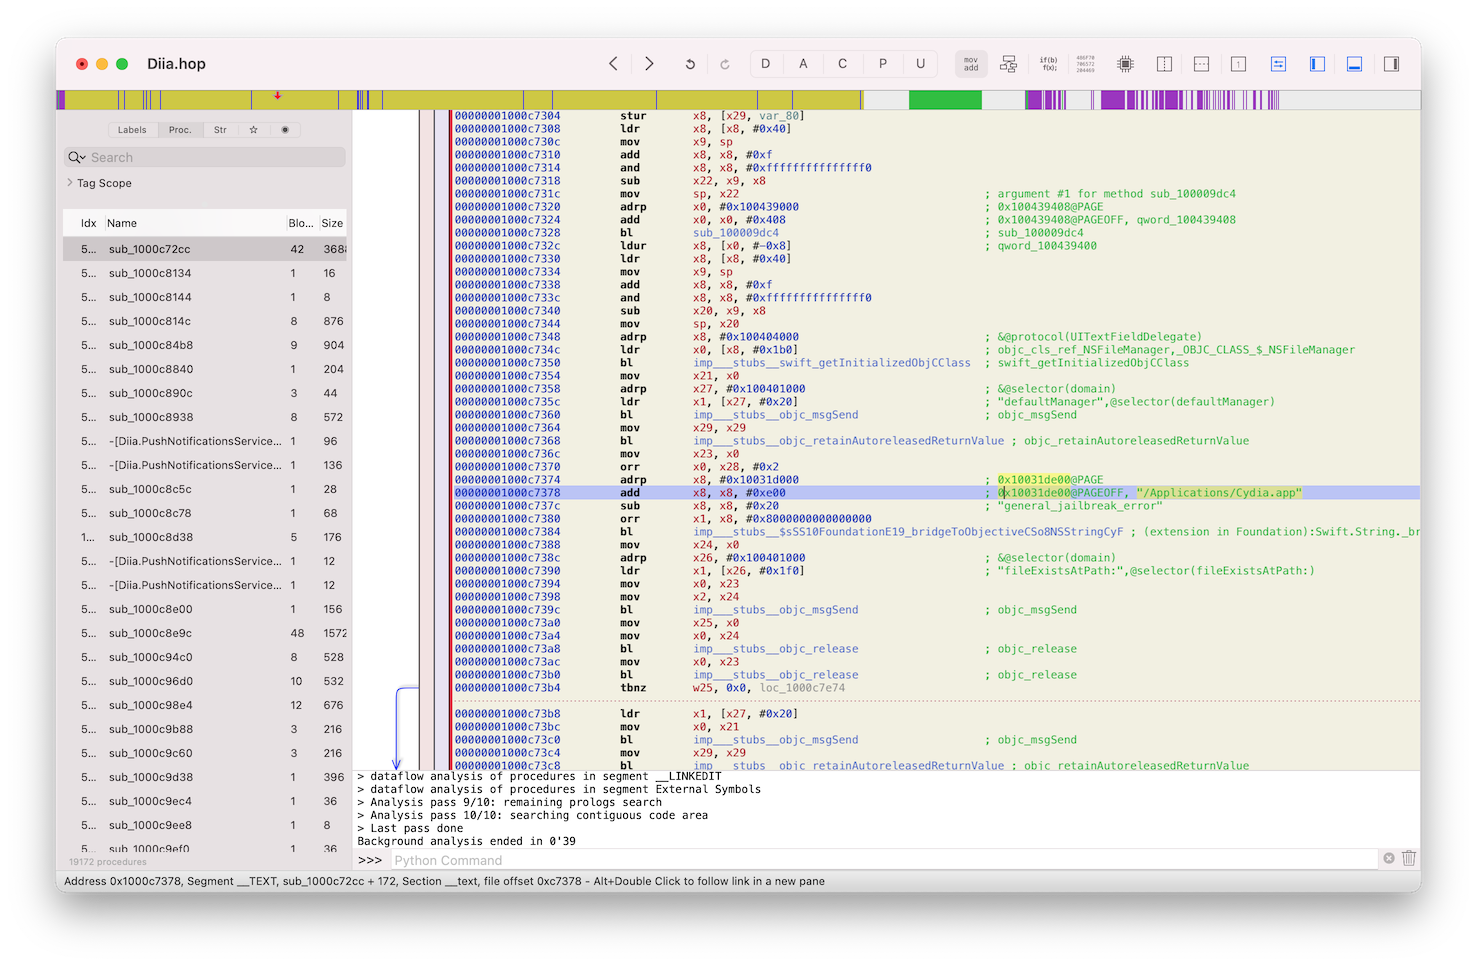 Diia.hop
D A C P U
mov add
if(b) f(x);
Labels Proc. Str
Search
Tag Scope
Idx Name Blo... Size
5... sub_1000c72cc 42 3688
5... sub_1000c8134 1 16
5... sub_1000c8144 1 8
5... sub_1000c814c 8 876
5... sub_1000c84b8 9 904
5... sub_1000c8840 1 204
5... sub_1000c890c 3 44
5... sub_1000c8938 8 572
5... -[Diia.PushNotificationsService... 1 96
5... -[Diia.PushNotificationsService... 1 136
5... sub_1000c8c5c 1 28
5... sub_1000c8c78 1 68
1... sub_1000c8d38 5 176
5... -[Diia.PushNotificationsService... 1 12
5... -[Diia.PushNotificationsService... 1 12
5... sub_1000c8e00 1 156
5... sub_1000c8e9c 48 1572
5... sub_1000c94c0 8 528
5... sub_1000c96d0 10 532
5... sub_1000c98e4 12 676
5... sub_1000c9b88 3 216
5... sub_1000c9c60 3 216
5... sub_1000c9d38 1 396
5... sub_1000c9ec4 1 36
5... sub_1000c9ee8 1 8
5... sub_1000c9ef0 1 36
19172 procedures
00000001000c7304 stur x8, [x29, var_80]
00000001000c7308 ldr x8, [x8, #0x40]
00000001000c730c mov x9, sp
00000001000c7310 add x8, x8, #0xf
00000001000c7314 and x8, x8, #0xfffffffffffffff0
00000001000c7318 sub x22, x9, x8
00000001000c731c mov sp, x22 ; argument #1 for method sub_100009dc4
00000001000c7320 adrp x0, #0x100439000 ; 0x100439408@PAGE
00000001000c7324 add x0, x0, #0x408 ; 0x100439408@PAGEOFF, qword_100439408
00000001000c7328 bl sub_100009dc4 ; sub_100009dc4
00000001000c732c ldur x8, [x0, #-0x8] ; qword_100439400
00000001000c7330 ldr x8, [x8, #0x40]
00000001000c7334 mov x9, sp
00000001000c7338 add x8, x8, #0xf
00000001000c733c and x8, x8, #0xfffffffffffffff0
00000001000c7340 sub x20, x9, x8
00000001000c7344 mov sp, x20
00000001000c7348 adrp x8, #0x100404000 ; &@protocol(UITextFieldDelegate)
00000001000c734c ldr x0, [x8, #0x1b0] ; objc_cls_ref_NSFileManager,_OBJC_CLASS_$_NSFileManager
00000001000c7350 bl imp___stubs__swift_getInitializedObjCClass ; swift_getInitializedObjCClass
00000001000c7354 mov x21, x0
00000001000c7358 adrp x27, #0x100401000 ; &@selector(domain)
00000001000c735c ldr x1, [x27, #0x20] ; "defaultManager",@selector(defaultManager)
00000001000c7360 bl imp___stubs__objc_msgSend ; objc_msgSend
00000001000c7364 mov x29, x29
00000001000c7368 bl imp___stubs__objc_retainAutoreleasedReturnValue ; objc_retainAutoreleasedReturnValue
00000001000c736c mov x23, x0
00000001000c7370 orr x0, x28, #0x2
00000001000c7374 adrp x8, #0x10031d000 ; 0x10031de00@PAGE
00000001000c7378 add x8, x8, #0xe00 ; 0x10031de00@PAGEOFF, "/Applications/Cydia.app"
00000001000c737c sub x8, x8, #0x20 ; "general_jailbreak_error"
00000001000c7380 orr x1, x8, #0x8000000000000000
00000001000c7384 bl imp___stubs__$sSS10FoundationE19_bridgeToObjectiveCSo8NSStringCyF ; (extension in Foundation):Swift.String._br
00000001000c7388 mov x24, x0
00000001000c738c adrp x26, #0x100401000 ; &@selector(domain)
00000001000c7390 ldr x1, [x26, #0x1f0] ; "fileExistsAtPath:",@selector(fileExistsAtPath:)
00000001000c7394 mov x0, x23
00000001000c7398 mov x2, x24
00000001000c739c bl imp___stubs__objc_msgSend ; objc_msgSend
00000001000c73a0 mov x25, x0
00000001000c73a4 mov x0, x24
00000001000c73a8 bl imp___stubs__objc_release ; objc_release
00000001000c73ac mov x0, x23
00000001000c73b0 bl imp___stubs__objc_release ; objc_release
00000001000c73b4 tbnz w25, 0x0, loc_1000c7e74
00000001000c73b8 ldr x1, [x27, #0x20]
00000001000c73bc mov x0, x21
00000001000c73c0 bl imp___stubs__objc_msgSend ; objc_msgSend
00000001000c73c4 mov x29, x29
00000001000c73c8 bl imp___stubs__objc_retainAutoreleasedReturnValue ; objc_retainAutoreleasedReturnValue
> dataflow analysis of procedures in segment __LINKEDIT
> dataflow analysis of procedures in segment External Symbols
> Analysis pass 9/10: remaining prologs search
> Analysis pass 10/10: searching contiguous code area
> Last pass done
Background analysis ended in 0'39
>>> Python Command
Address 0x1000c7378, Segment __TEXT, sub_1000c72cc + 172, Section __text, file offset 0xc7378 - Alt+Double Click to follow link in a new pane